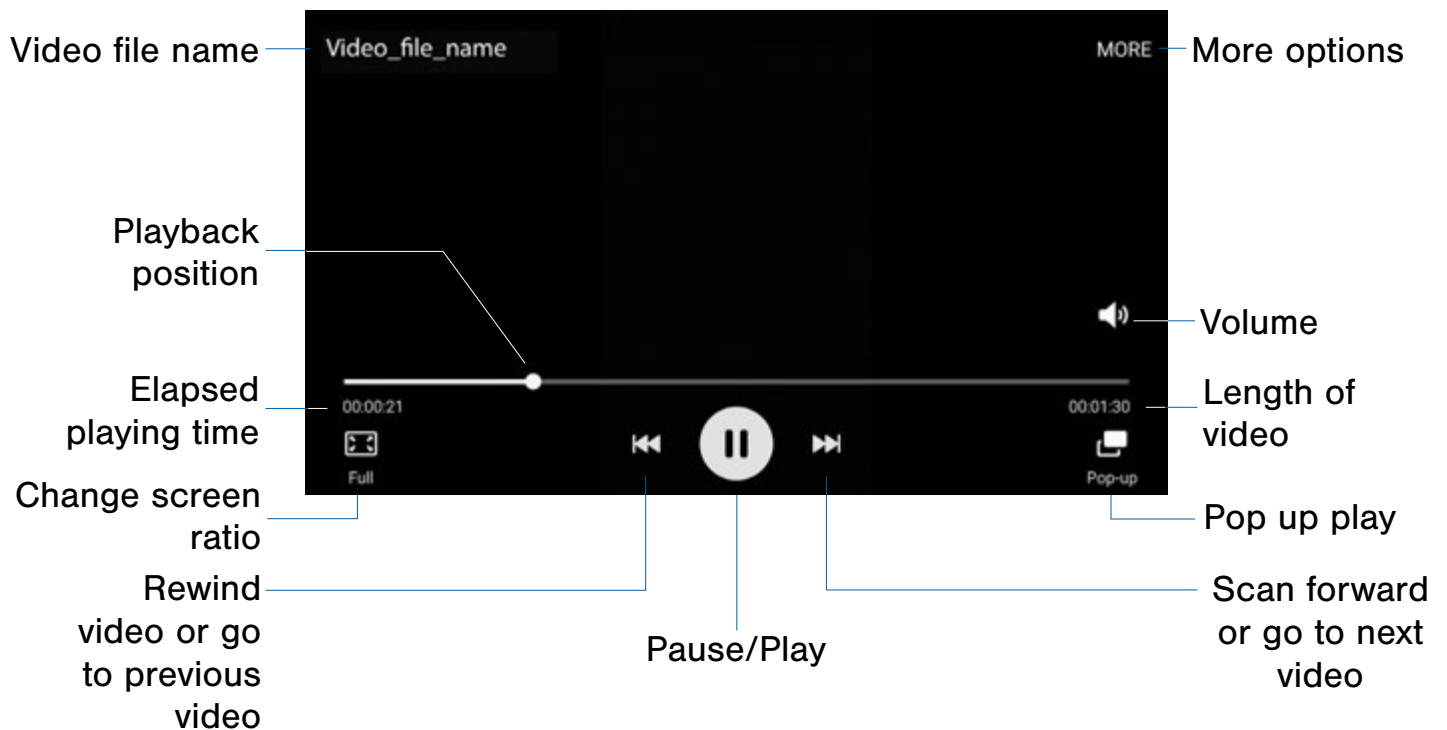 Video file name
Video_file_name
MORE
More options
Playback
position
Volume
Elapsed
playing time
00:00:21
00:01:30
Length of
video
Full
Pop-up
Change screen
ratio
Pop up play
Rewind
video or go
to previous
video
Pause/Play
Scan forward
or go to next
video